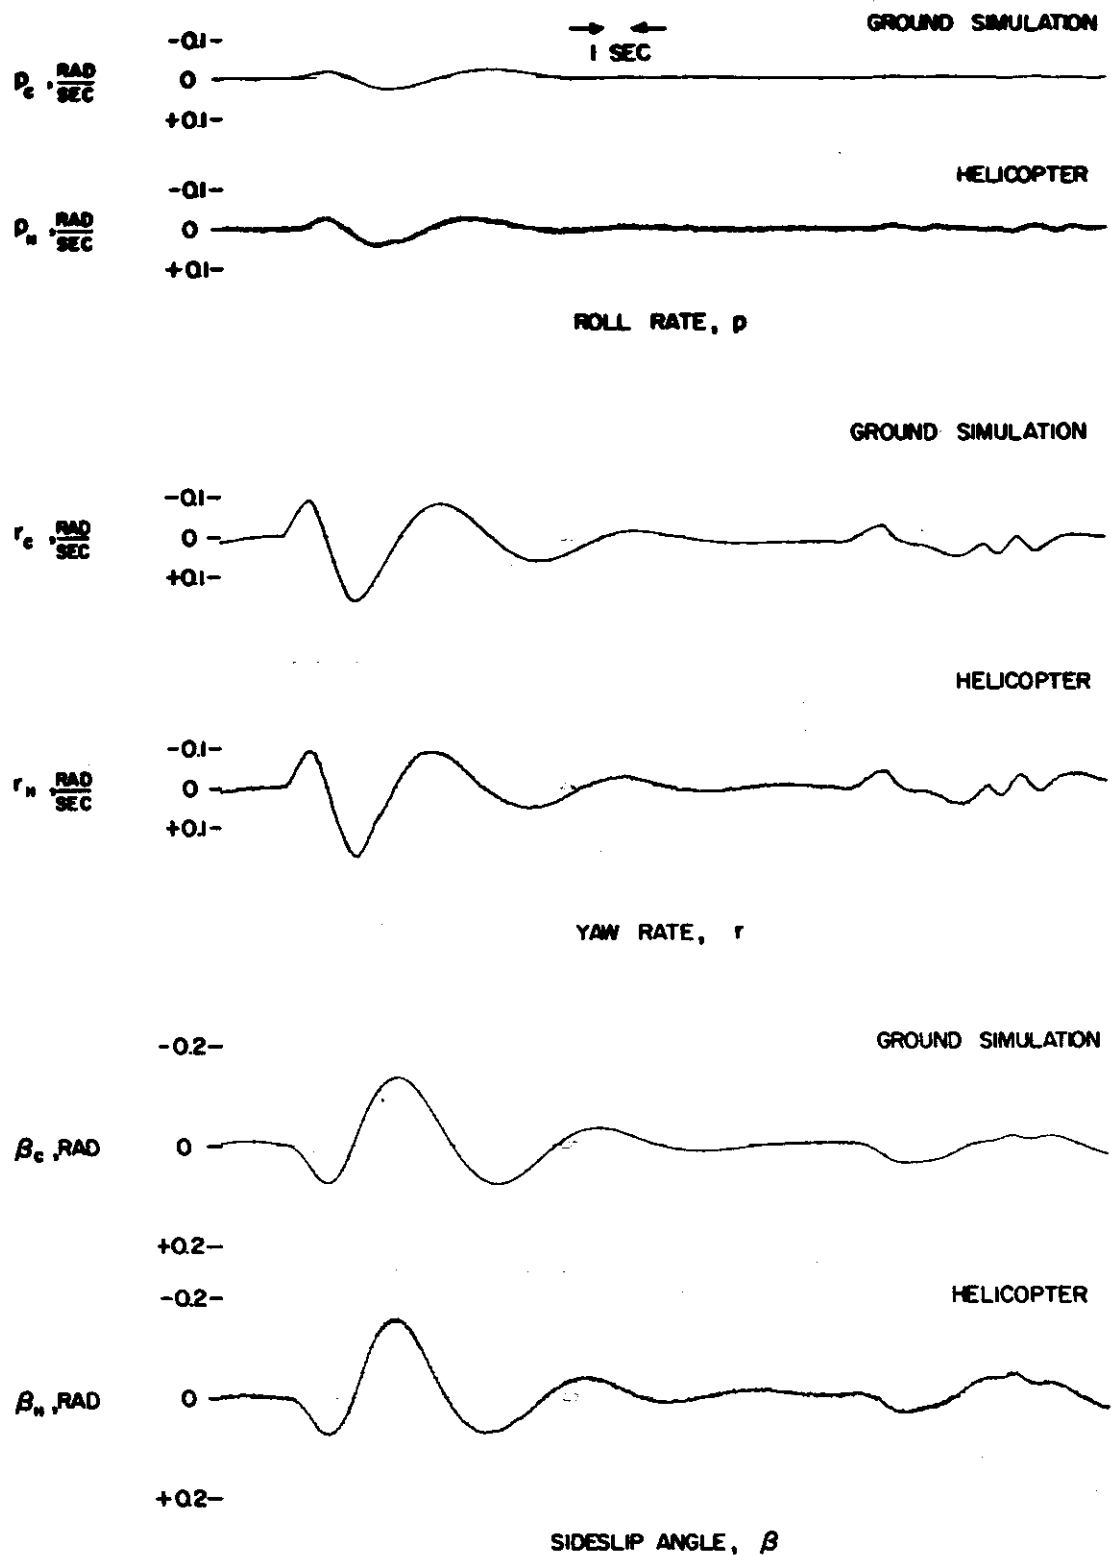 GROUND SIMULATION
1 SEC
-0.1-
p_c, RAD/SEC 0
+0.1-
HELICOPTER
-0.1-
p_H, RAD/SEC 0
+0.1-
ROLL RATE, p
GROUND SIMULATION
-0.1-
r_c, RAD/SEC 0
+0.1-
HELICOPTER
-0.1-
r_H, RAD/SEC 0
+0.1-
YAW RATE, r
GROUND SIMULATION
-0.2-
β_c, RAD 0
+0.2-
HELICOPTER
-0.2-
β_H, RAD 0
+0.2-
SIDESLIP ANGLE, β